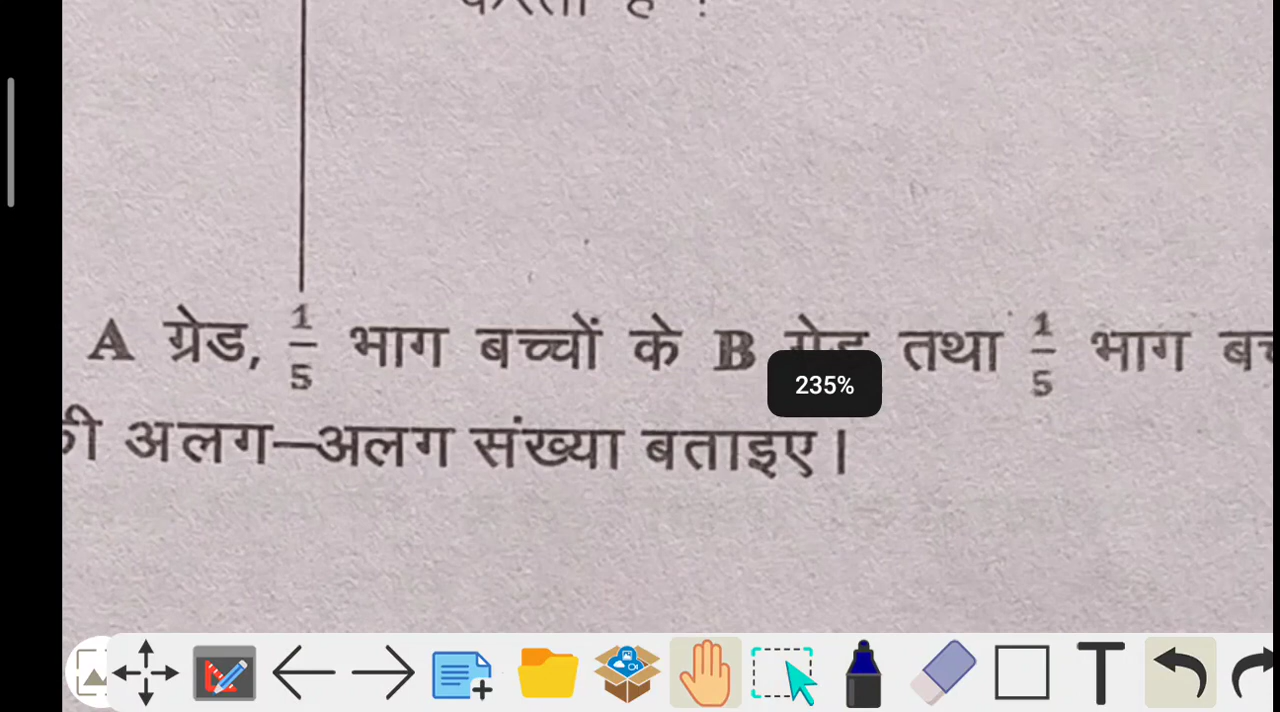 A ग्रेड, 1/5 भाग बच्चों के B ग्रेड तथा 1/5 भाग
की अलग–अलग संख्या बताइए।
235%